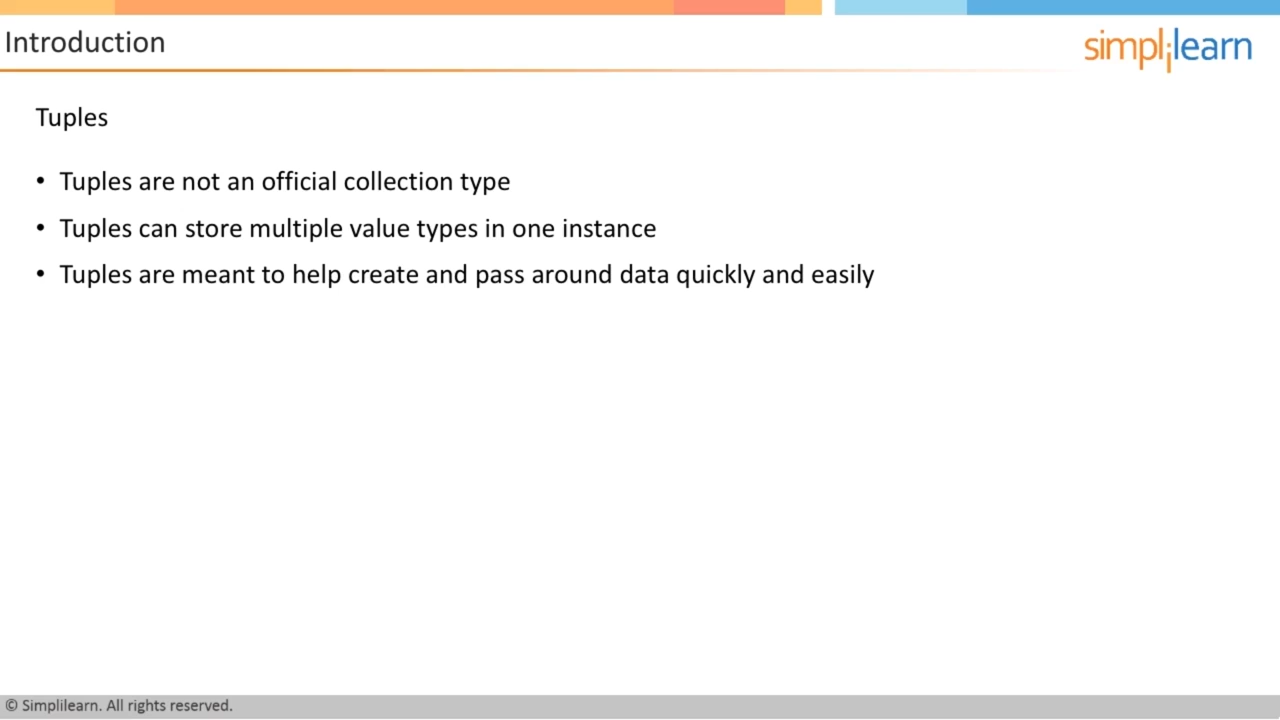 Introduction
simplilearn
Tuples
• Tuples are not an official collection type
• Tuples can store multiple value types in one instance
• Tuples are meant to help create and pass around data quickly and easily
© Simplilearn. All rights reserved.